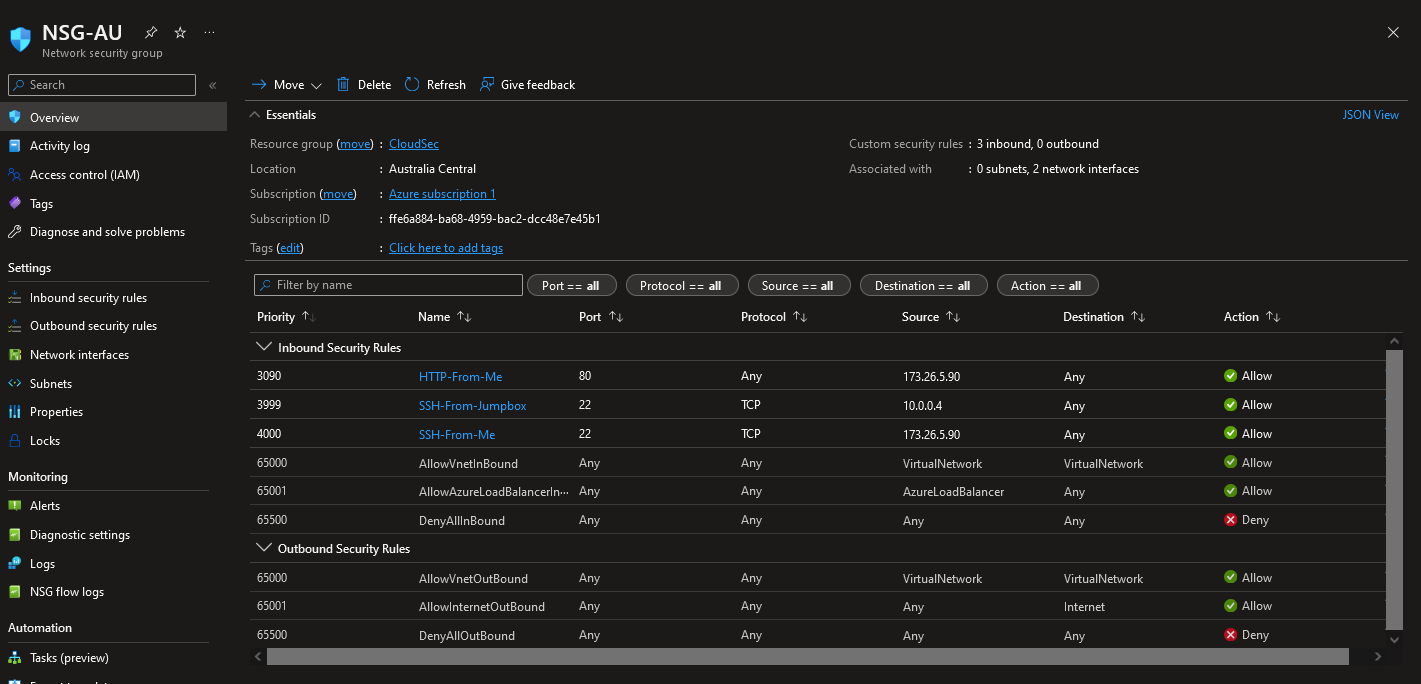 NSG-AU
Network security group
Search
Overview
Activity log
Access control (IAM)
Tags
Diagnose and solve problems
Settings
Inbound security rules
Outbound security rules
Network interfaces
Subnets
Properties
Locks
Monitoring
Alerts
Diagnostic settings
Logs
NSG flow logs
Automation
Tasks (preview)
Move Delete Refresh Give feedback
Essentials JSON View
Resource group (move) : CloudSec
Location : Australia Central
Subscription (move) : Azure subscription 1
Subscription ID : ffe6a884-ba68-4959-bac2-dcc48e7e45b1
Tags (edit) : Click here to add tags
Custom security rules : 3 inbound, 0 outbound
Associated with : 0 subnets, 2 network interfaces
Filter by name Port == all Protocol == all Source == all Destination == all Action == all
Priority Name Port Protocol Source Destination Action
Inbound Security Rules
3090 HTTP-From-Me 80 Any 173.26.5.90 Any Allow
3999 SSH-From-Jumpbox 22 TCP 10.0.0.4 Any Allow
4000 SSH-From-Me 22 TCP 173.26.5.90 Any Allow
65000 AllowVnetInBound Any Any VirtualNetwork VirtualNetwork Allow
65001 AllowAzureLoadBalancerIn... Any Any AzureLoadBalancer Any Allow
65500 DenyAllInBound Any Any Any Any Deny
Outbound Security Rules
65000 AllowVnetOutBound Any Any VirtualNetwork VirtualNetwork Allow
65001 AllowInternetOutBound Any Any Any Internet Allow
65500 DenyAllOutBound Any Any Any Any Deny